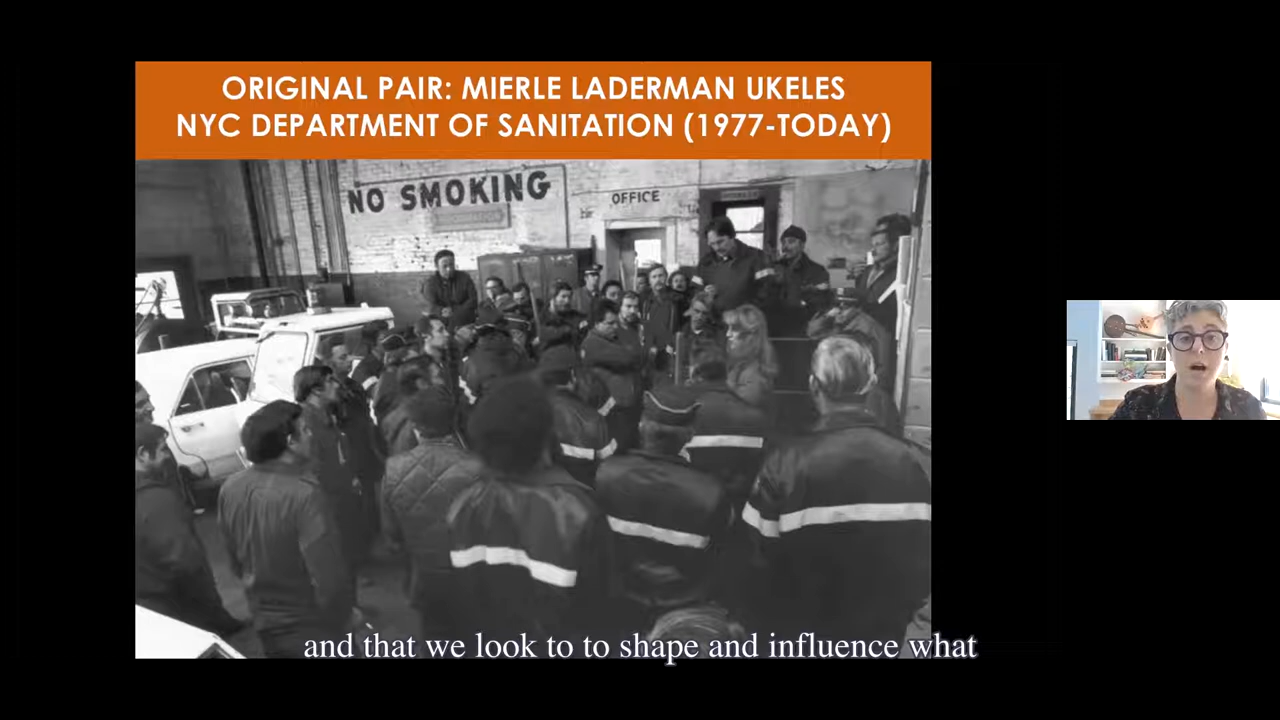 ORIGINAL PAIR: MIERLE LADERMAN UKELES
NYC DEPARTMENT OF SANITATION (1977-TODAY)
NO SMOKING
OFFICE
and that we look to to shape and influence what